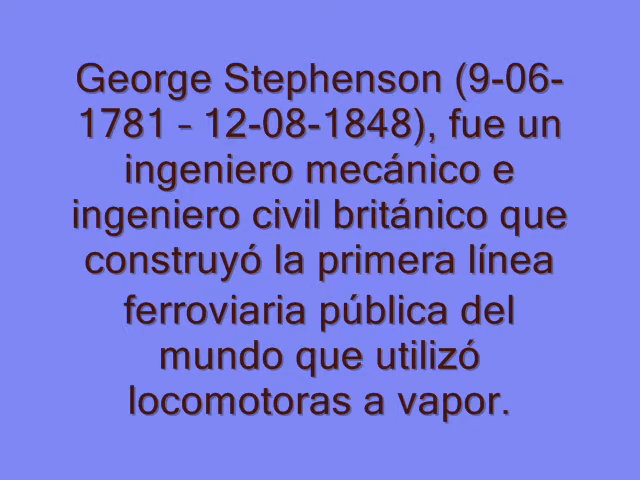 George Stephenson (9-06-
1781 – 12-08-1848), fue un
ingeniero mecánico e
ingeniero civil británico que
construyó la primera línea
ferroviaria pública del
mundo que utilizó
locomotoras a vapor.